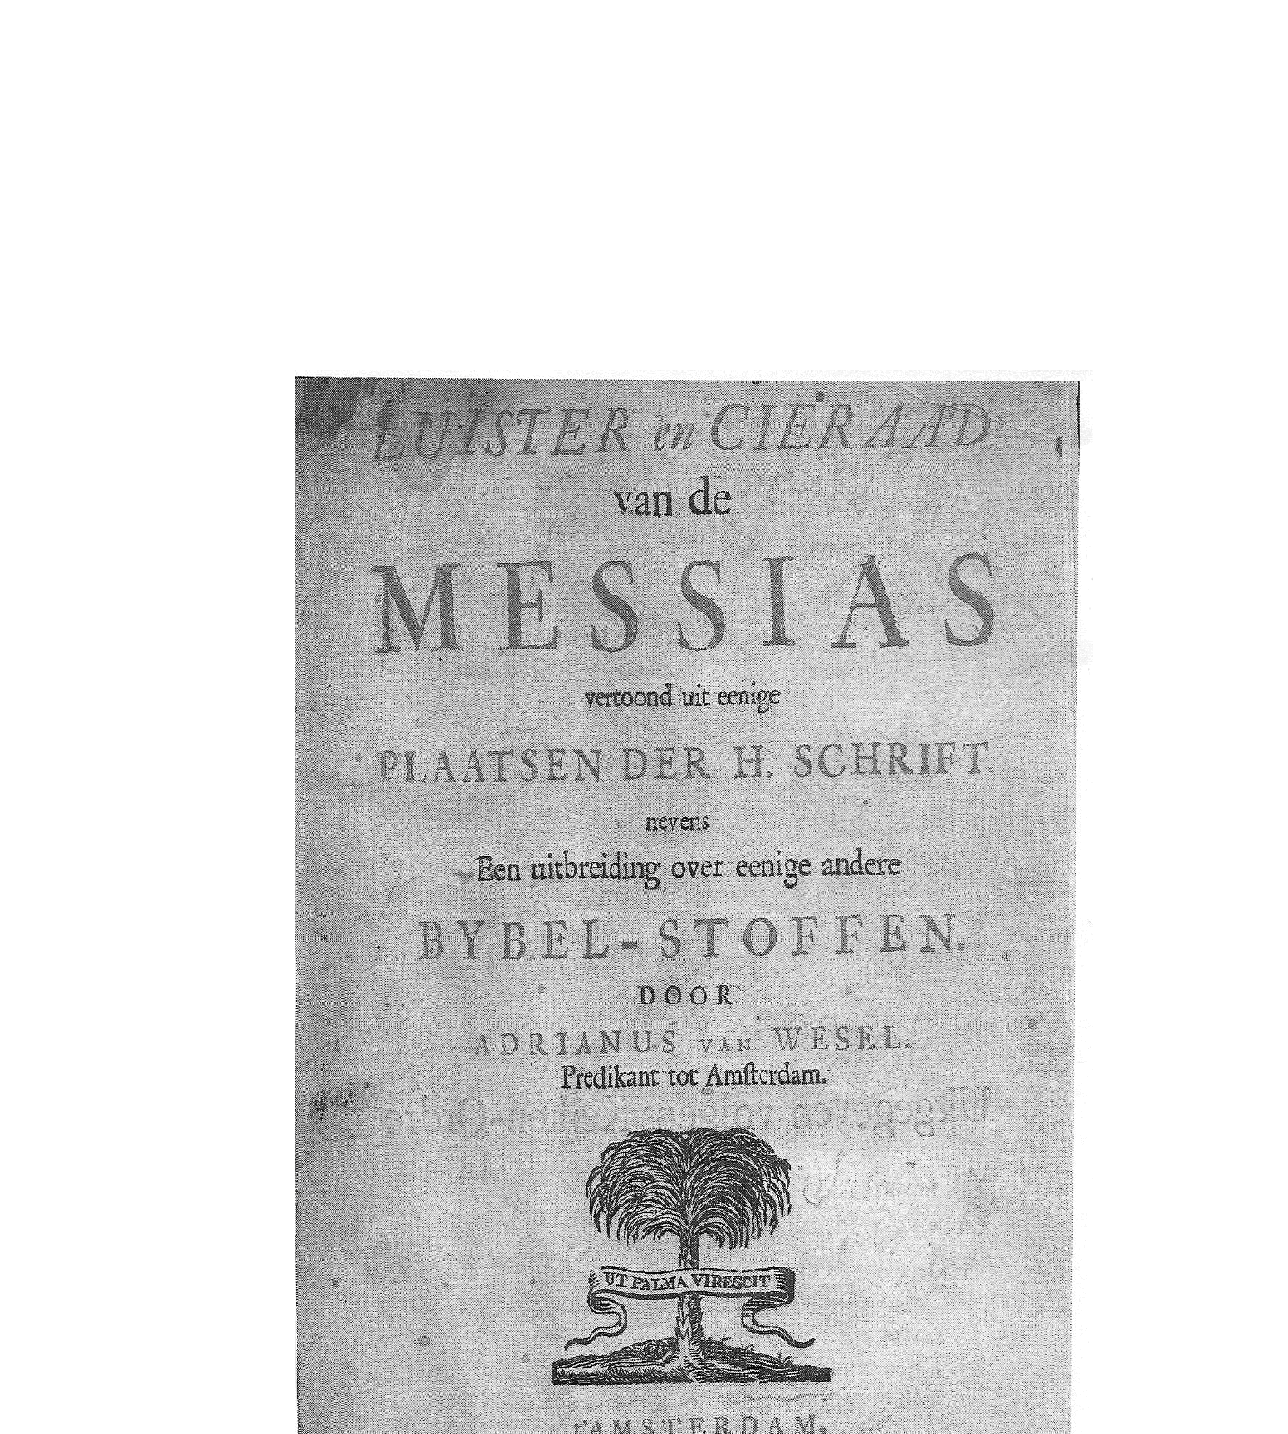 LUISTER en CIERAAD
van de
MESSIAS
vertoond uit eenige
PLAATSEN DER H. SCHRIFT.
nevens
Een uitbreiding over eenige andere
BYBEL-STOFFEN.
DOOR
ADRIANUS VAN WESEL.
Predikant tot Amſterdam.
UT PALMA VIRESCIT
t'AMSTERDAM,